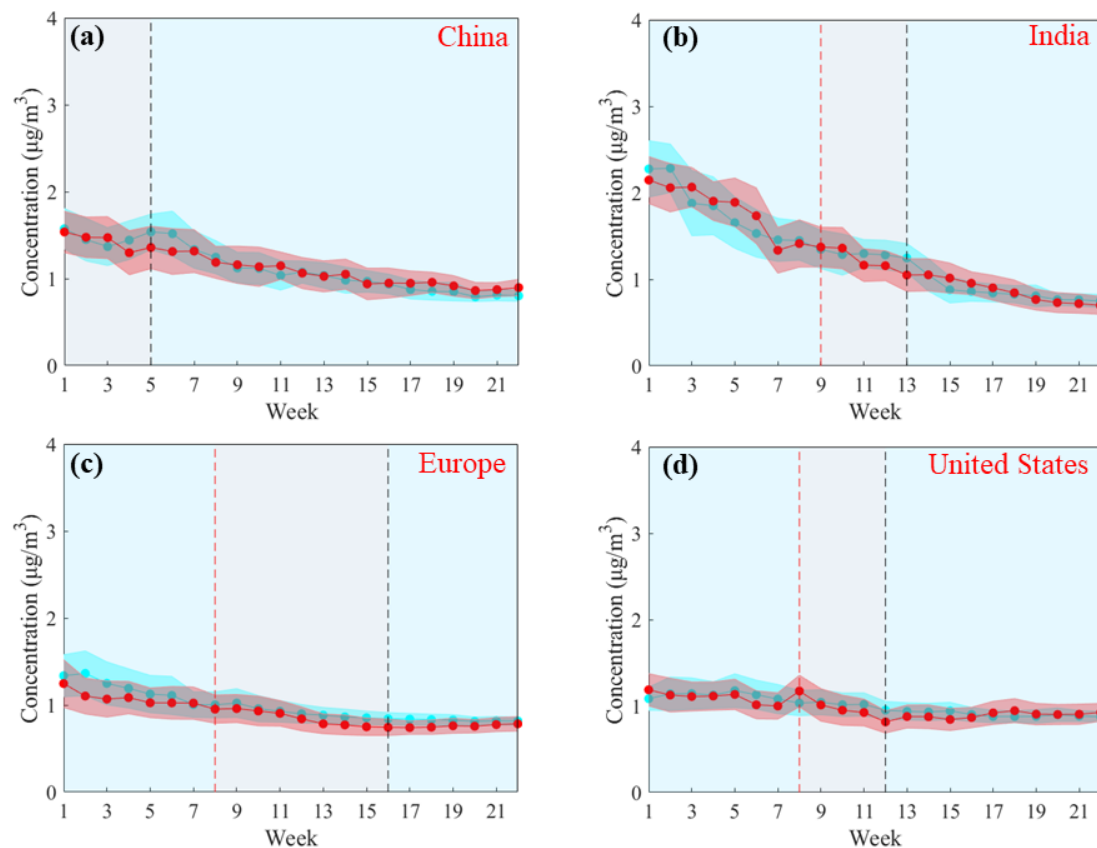 (a) China
4
3
2
1
0
Concentration (μg/m³)
1 3 5 7 9 11 13 15 17 19 21
Week
(b) India
4
3
2
1
0
Concentration (μg/m³)
1 3 5 7 9 11 13 15 17 19 21
Week
(c) Europe
4
3
2
1
0
Concentration (μg/m³)
1 3 5 7 9 11 13 15 17 19 21
Week
(d) United States
4
3
2
1
0
Concentration (μg/m³)
1 3 5 7 9 11 13 15 17 19 21
Week